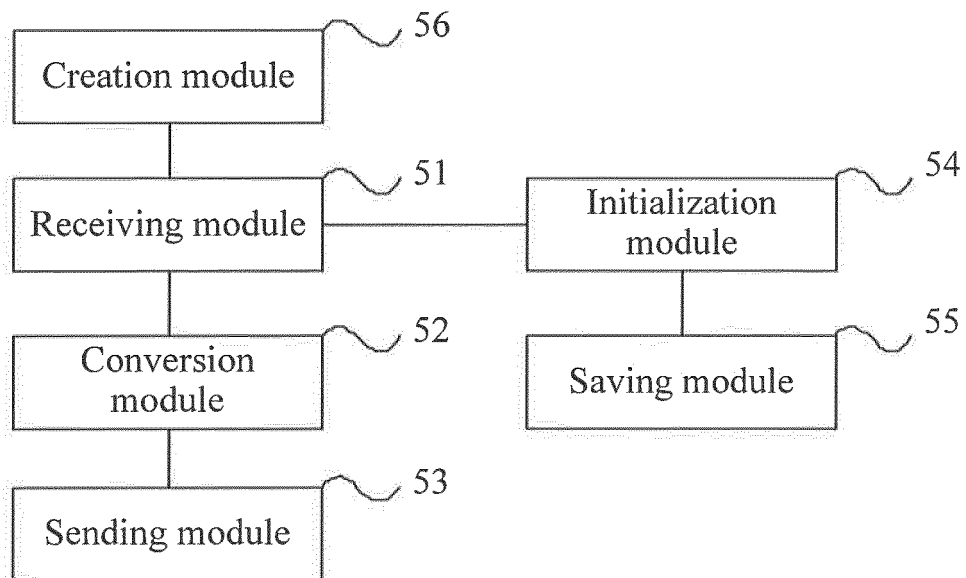 56
Creation module
51
Receiving module
54
Initialization
module
52
Conversion
module
55
Saving module
53
Sending module